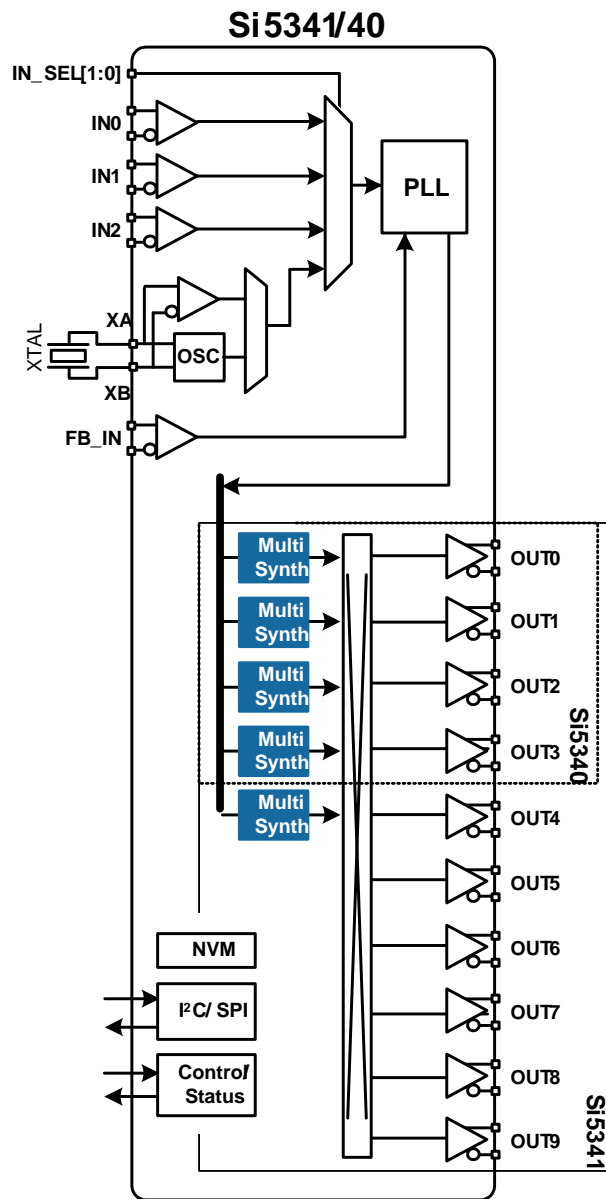 Si5341/40
IN_SEL[1:0]
IN0
IN1
IN2
PLL
XA
XTAL
OSC
XB
FB_IN
Multi
Synth
OUT0
Multi
Synth
OUT1
Multi
Synth
OUT2
Multi
Synth
OUT3
Si5340
Multi
Synth
OUT4
OUT5
NVM
OUT6
I²C/ SPI
OUT7
Control/
Status
OUT8
OUT9
Si5341